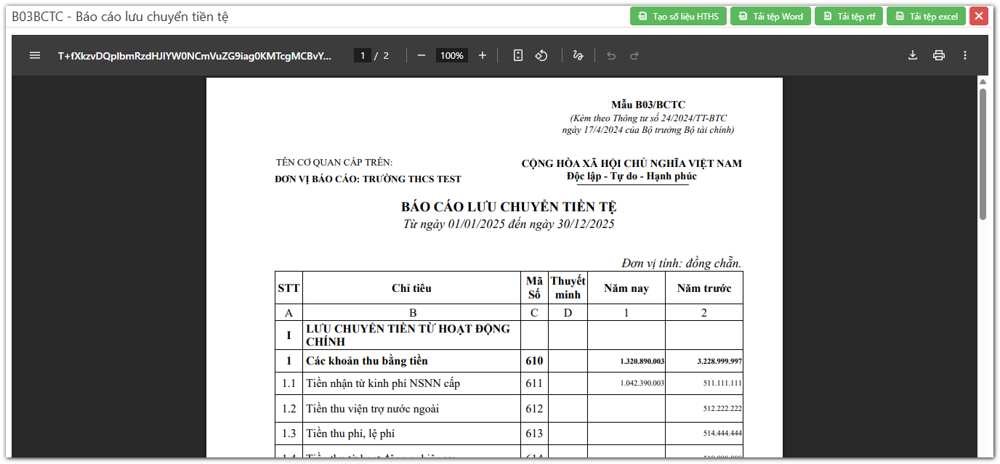 B03BCTC - Báo cáo lưu chuyển tiền tệ
Tạo số liệu HTHS
Tải tệp Word
Tải tệp rtf
Tải tệp excel
T+fXkzvDQplbmRzdHJlYW0NCmVuZG9iag0KMTcgMCBvY...
1 / 2
100%
Mẫu B03/BCTC
(Kèm theo Thông tư số 24/2024/TT-BTC
ngày 17/4/2024 của Bộ trưởng Bộ tài chính)
TÊN CƠ QUAN CẤP TRÊN:
CỘNG HÒA XÃ HỘI CHỦ NGHĨA VIỆT NAM
ĐƠN VỊ BÁO CÁO: TRƯỜNG THCS TEST
Độc lập - Tự do - Hạnh phúc
BÁO CÁO LƯU CHUYỂN TIỀN TỆ
Từ ngày 01/01/2025 đến ngày 30/12/2025
Đơn vị tính: đồng chẵn.
STT Chỉ tiêu Mã Số Thuyết minh Năm nay Năm trước
A B C D 1 2
I LƯU CHUYỂN TIỀN TỪ HOẠT ĐỘNG
CHÍNH
1 Các khoản thu bằng tiền 610 1.320.890.003 3.228.999.997
1.1 Tiền nhận từ kinh phí NSNN cấp 611 1.042.390.003 511.111.111
1.2 Tiền thu viện trợ nước ngoài 612 512.222.222
1.3 Tiền thu phí, lệ phí 613 514.444.444